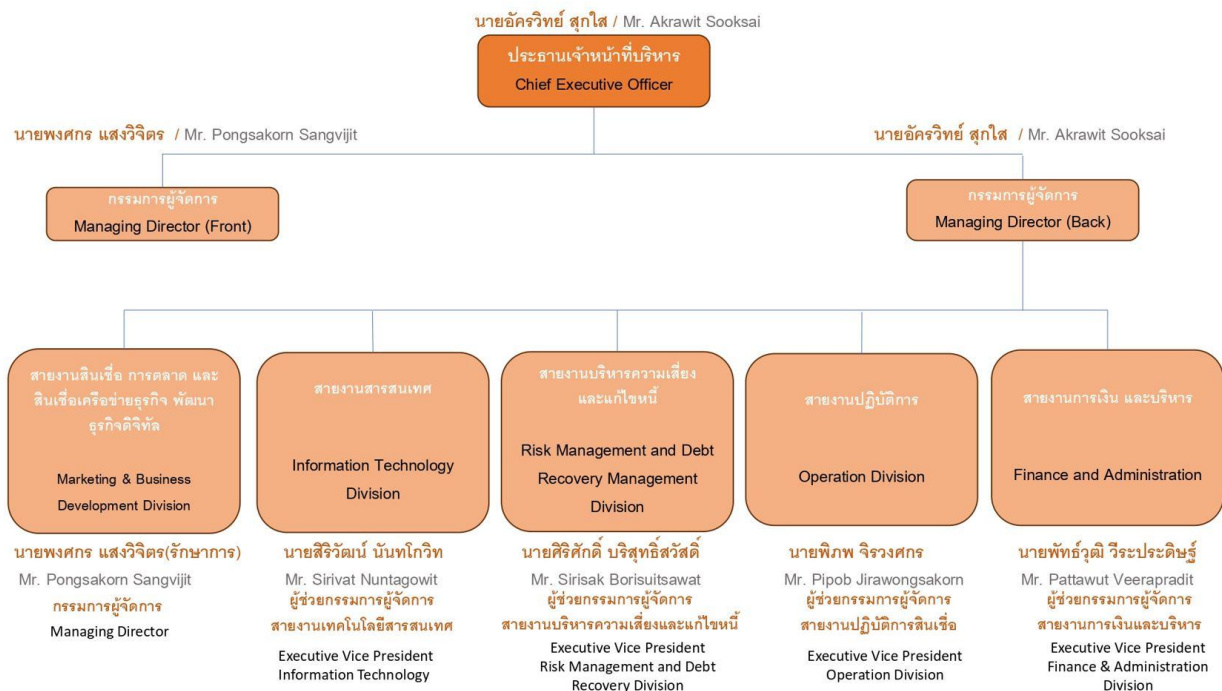 นายอัครวิทย์ สุกใส / Mr. Akrawit Sooksai
ประธานเจ้าหน้าที่บริหาร
Chief Executive Officer
นายพงศกร แสงวิจิตร / Mr. Pongsakorn Sangvijit
นายอัครวิทย์ สุกใส / Mr. Akrawit Sooksai
กรรมการผู้จัดการ
Managing Director (Front)
กรรมการผู้จัดการ
Managing Director (Back)
สายงานสินเชื่อ การตลาด และ
สินเชื่อเครือข่ายธุรกิจ พัฒนา
ธุรกิจดิจิทัล
Marketing & Business
Development Division
นายพงศกร แสงวิจิตร(รักษาการ)
Mr. Pongsakorn Sangvijit
กรรมการผู้จัดการ
Managing Director
สายงานสารสนเทศ
Information Technology
Division
นายสิริวัฒน์ นันทโกวิท
Mr. Sirivat Nuntagowit
ผู้ช่วยกรรมการผู้จัดการ
สายงานเทคโนโลยีสารสนเทศ
Executive Vice President
Information Technology
สายงานบริหารความเสี่ยง
และแก้ไขหนี้
Risk Management and Debt
Recovery Management
Division
นายศิริศักดิ์ บริสุทธิ์สวัสดิ์
Mr. Sirisak Borisuitsawat
ผู้ช่วยกรรมการผู้จัดการ
สายงานบริหารความเสี่ยงและแก้ไขหนี้
Executive Vice President
Risk Management and Debt
Recovery Division
สายงานปฏิบัติการ
Operation Division
นายพิภพ จิรวงศกร
Mr. Pipob Jirawongsakorn
ผู้ช่วยกรรมการผู้จัดการ
สายงานปฏิบัติการสินเชื่อ
Executive Vice President
Operation Division
สายงานการเงิน และบริหาร
Finance and Administration
นายพัทธ์วุฒิ วีระประดิษฐ์
Mr. Pattawut Veerapradit
ผู้ช่วยกรรมการผู้จัดการ
สายงานการเงินและบริหาร
Executive Vice President
Finance & Administration
Division